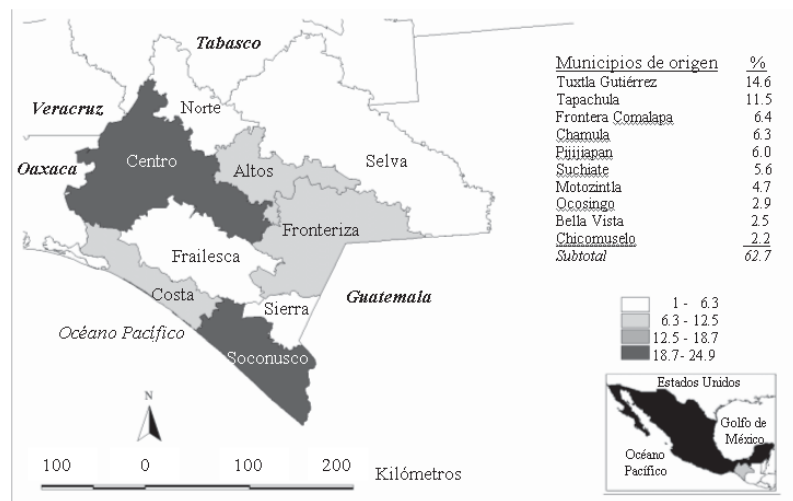 Tabasco
Veracruz
Norte
Oaxaca
Centro
Altos
Selva
Fronteriza
Frailesca
Costa
Sierra
Guatemala
Océano Pacífico
Soconusco
N
100 0 100 200 Kilómetros
Municipios de origen %
Tuxtla Gutiérrez 14.6
Tapachula 11.5
Frontera Comalapa 6.4
Chamula 6.3
Pijijiapan 6.0
Suchiate 5.6
Motozintla 4.7
Ocosingo 2.9
Bella Vista 2.5
Chicomuselo 2.2
Subtotal 62.7
1 - 6.3
6.3 - 12.5
12.5 - 18.7
18.7- 24.9
Estados Unidos
Golfo de
México
Océano
Pacífico